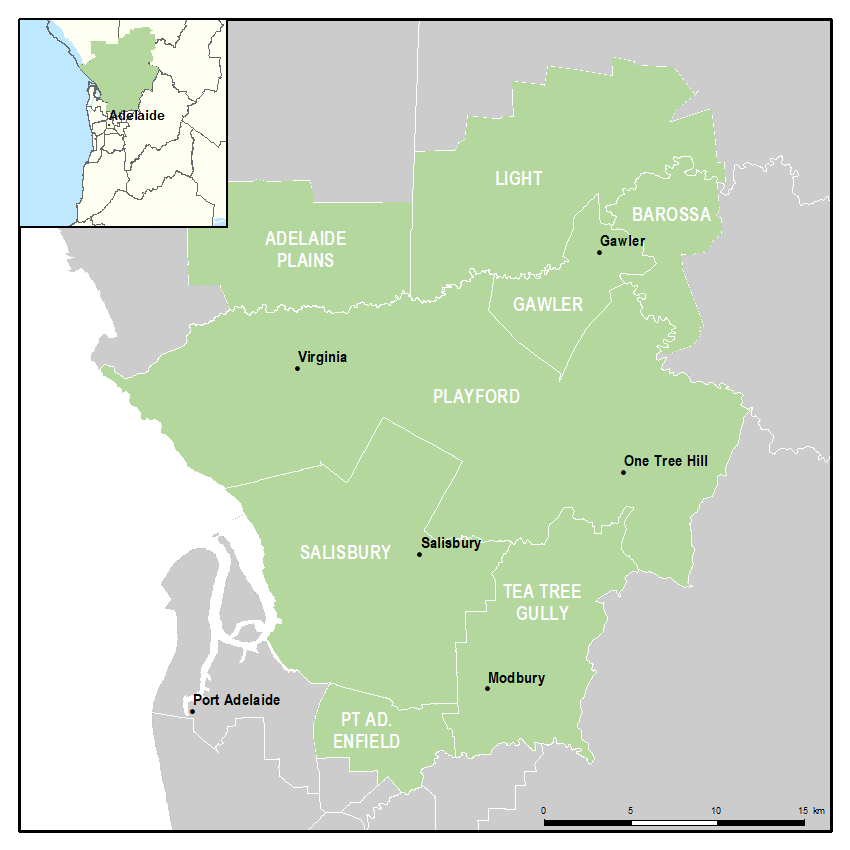 Adelaide
LIGHT
BAROSSA
ADELAIDE
PLAINS
Gawler
GAWLER
Virginia
PLAYFORD
One Tree Hill
SALISBURY
Salisbury
TEA TREE
GULLY
Modbury
Port Adelaide
PT AD.
ENFIELD
0 5 10 15 km